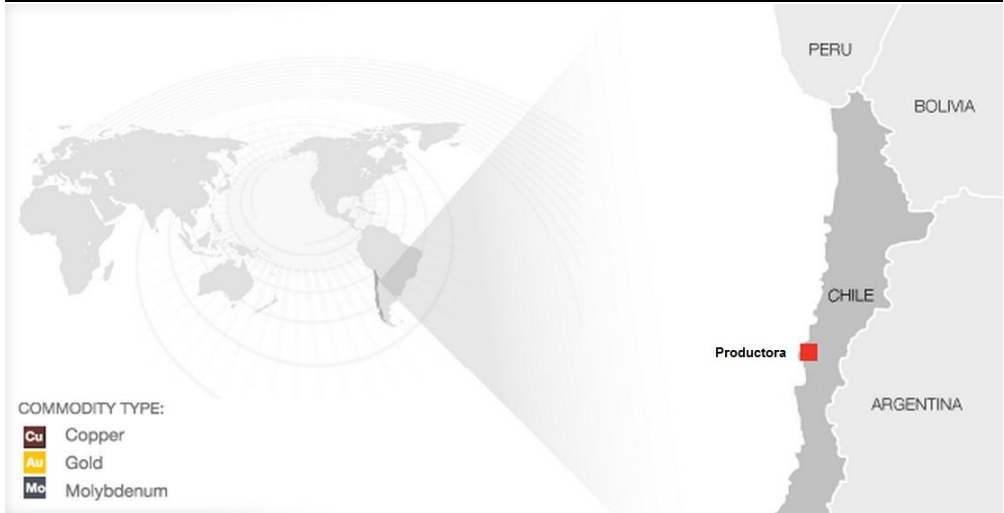 PERU
BOLIVIA
CHILE
Productora
ARGENTINA
COMMODITY TYPE:
Cu Copper
Au Gold
Mo Molybdenum